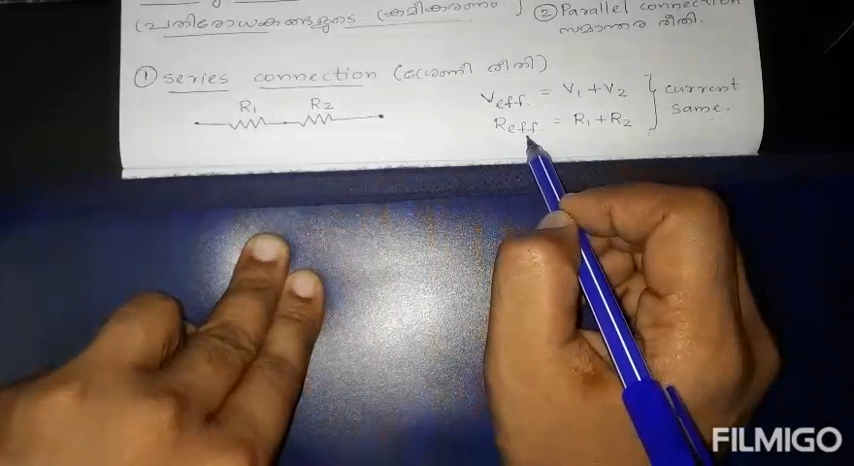 (പ്രതിരോധകങ്ങളുടെ ക്രമീകരണം) ② Parallel connection
സമാന്തര രീതി.
① Series connection (ശ്രേണി രീതി)
R₁ R₂
Veff. = V₁ + V₂
Reff. = R₁ + R₂
current same.
FILMIGO